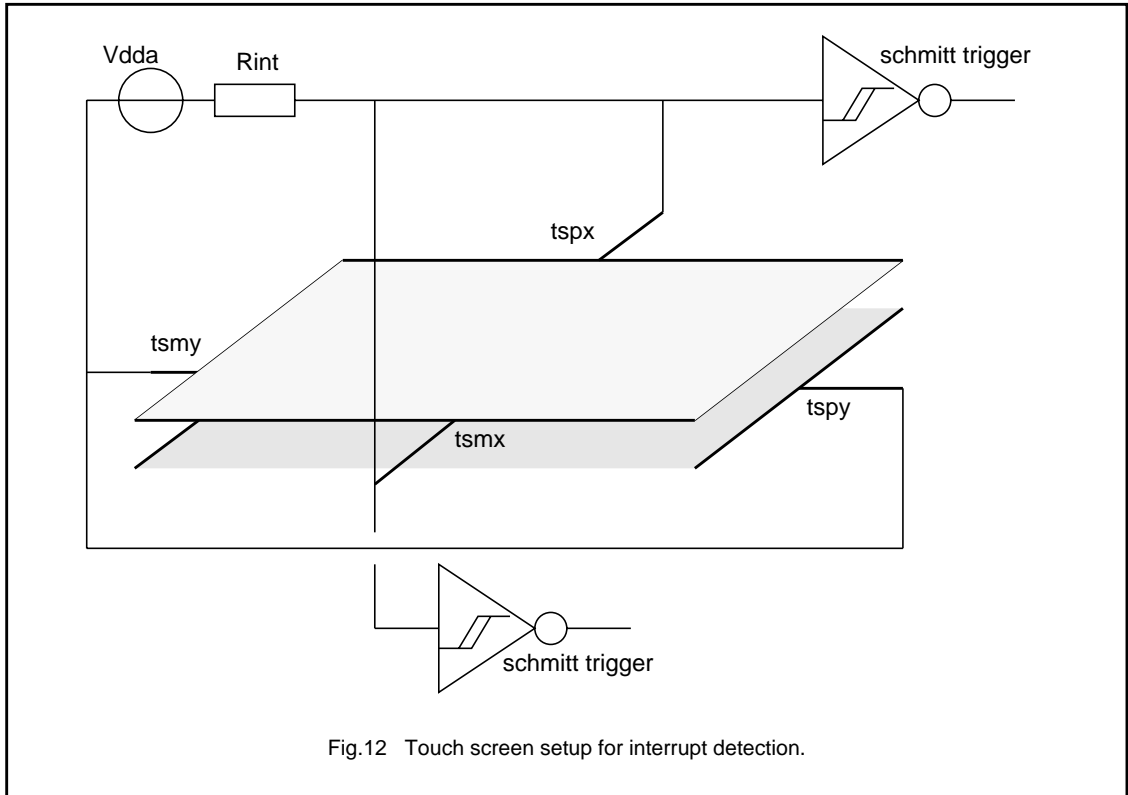 Vdda
Rint
schmitt trigger
tspx
tsmy
tspy
tsmx
schmitt trigger
Fig.12 Touch screen setup for interrupt detection.